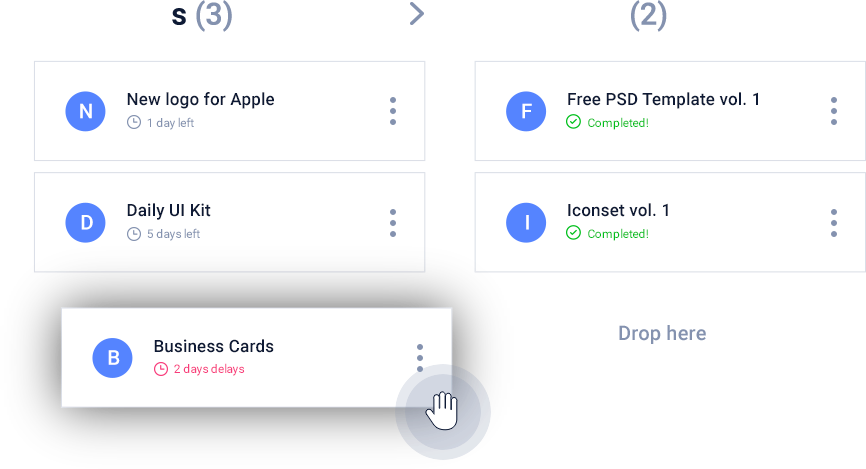 s (3)
(2)
N
New logo for Apple
1 day left
D
Daily UI Kit
5 days left
B
Business Cards
2 days delays
F
Free PSD Template vol. 1
Completed!
I
Iconset vol. 1
Completed!
Drop here